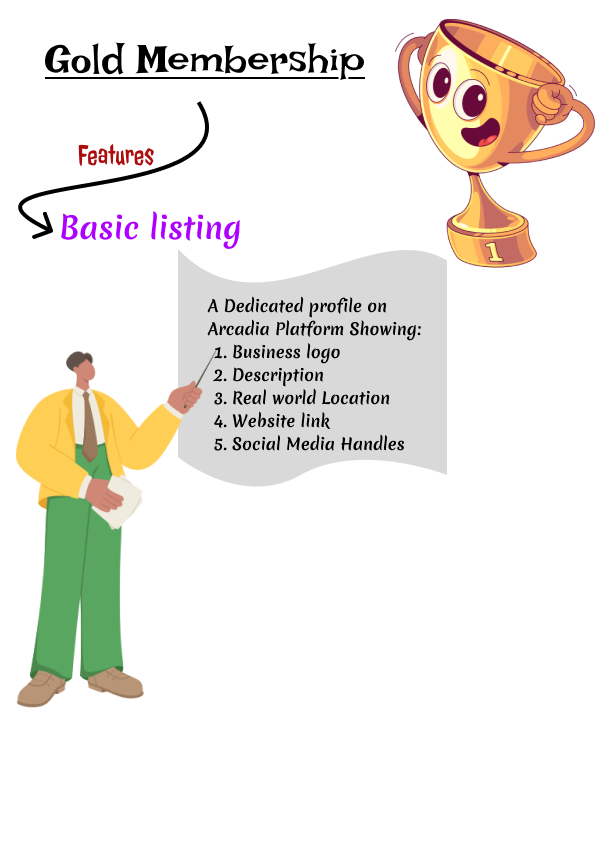 Gold Membership
Features
Basic listing
A Dedicated profile on
Arcadia Platform Showing:
1. Business logo
2. Description
3. Real world Location
4. Website link
5. Social Media Handles
1